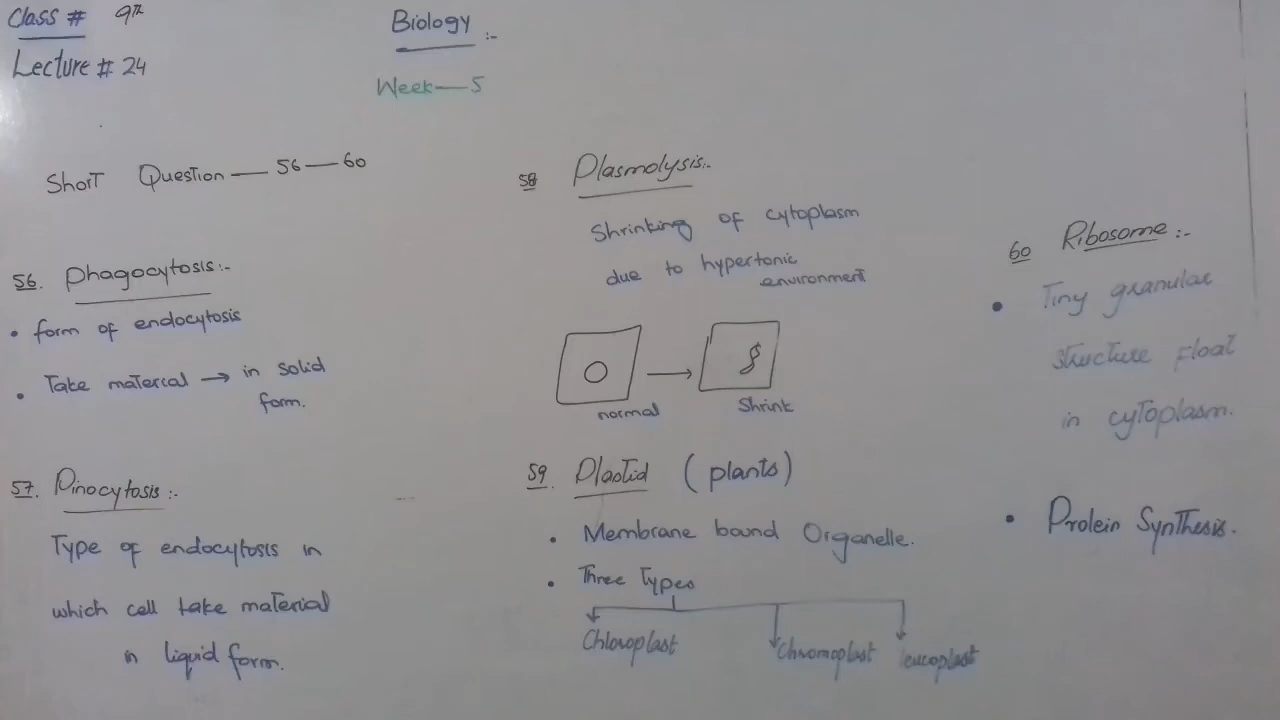 Class # 9th
Lecture # 24
Biology :-
Week — 5
Short Question — 56 — 60
56. Phagocytosis :-
• form of endocytosis
• Take material → in solid
form.
57. Pinocytosis :-
Type of endocytosis in
which cell take material
in liquid form.
58 Plasmolysis :-
Shrinking of cytoplasm
due to hypertonic
environment
normal
Shrink
59. Plastid (plants)
• Membrane bound Organelle.
• Three Types
Chloroplast Chromoplast leucoplast
60 Ribosome :-
• Tiny granular
structure float
in cytoplasm.
• Protein Synthesis.